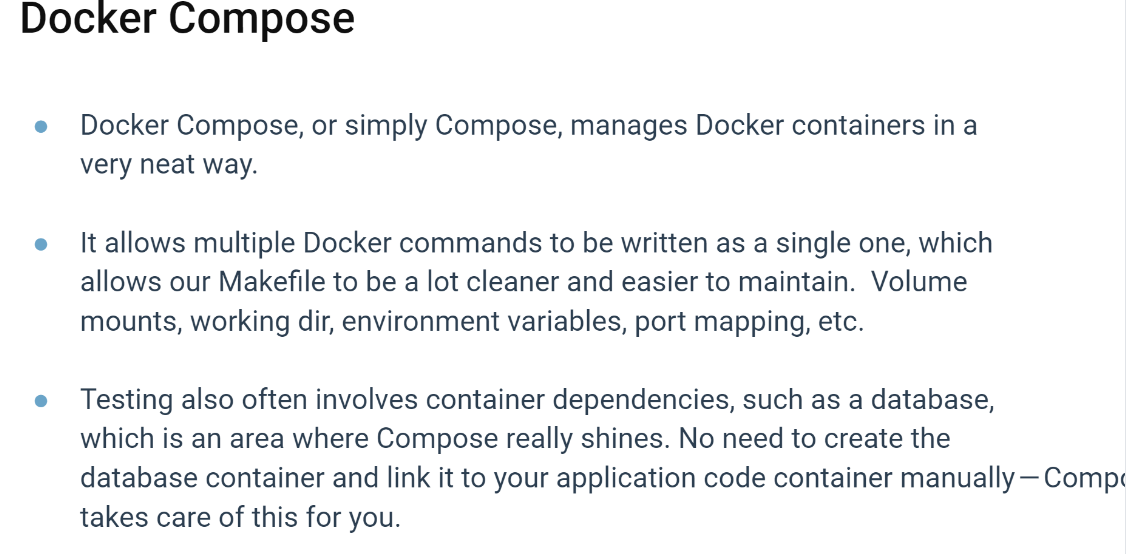 Docker Compose
Docker Compose, or simply Compose, manages Docker containers in a
very neat way.
It allows multiple Docker commands to be written as a single one, which
allows our Makefile to be a lot cleaner and easier to maintain.  Volume
mounts, working dir, environment variables, port mapping, etc.
Testing also often involves container dependencies, such as a database,
which is an area where Compose really shines. No need to create the
database container and link it to your application code container manually—Compo
takes care of this for you.